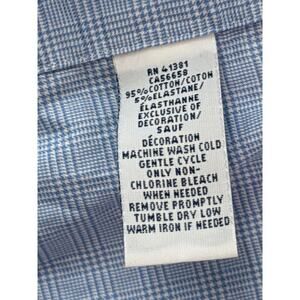 RN 41381
CA56658
95%COTTON/COTON
5%ELASTANE/
ÉLASTHANNE
EXCLUSIVE OF
DECORATION/
SAUF
DÉCORATION
MACHINE WASH COLD
GENTLE CYCLE
ONLY NON-
CHLORINE BLEACH
WHEN NEEDED
REMOVE PROMPTLY
TUMBLE DRY LOW
WARM IRON IF NEEDED